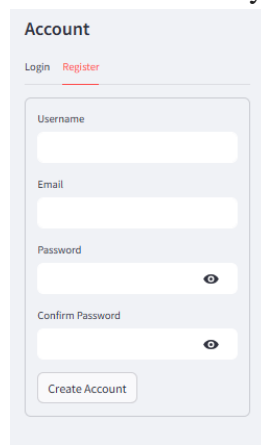 Account
Login Register
Username
Email
Password
Confirm Password
Create Account